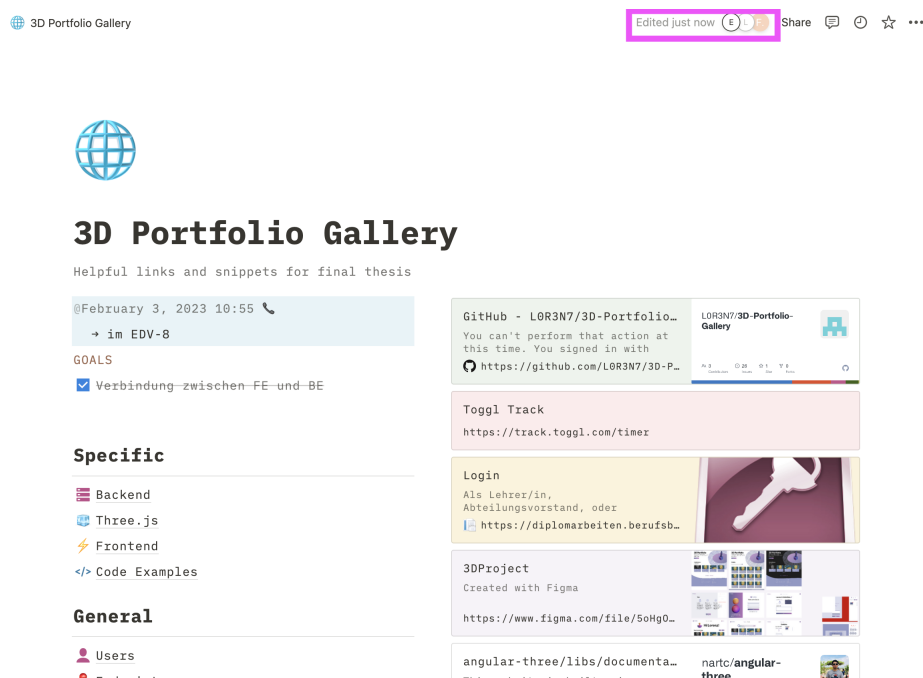 3D Portfolio Gallery
Edited just now E L F Share
3D Portfolio Gallery
Helpful links and snippets for final thesis
@February 3, 2023 10:55
→ im EDV-8
GOALS
Verbindung zwischen FE und BE
Specific
Backend
Three.js
Frontend
</> Code Examples
General
Users
GitHub - L0R3N7/3D-Portfolio…
You can't perform that action at
this time. You signed in with
https://github.com/L0R3N7/3D-P…
L0R3N7/3D-Portfolio-
Gallery
Toggl Track
https://track.toggl.com/timer
Login
Als Lehrer/in,
Abteilungsvorstand, oder
https://diplomarbeiten.berufsb…
3DProject
Created with Figma
https://www.figma.com/file/5oHgO…
angular-three/libs/documenta…
nartc/angular-
three